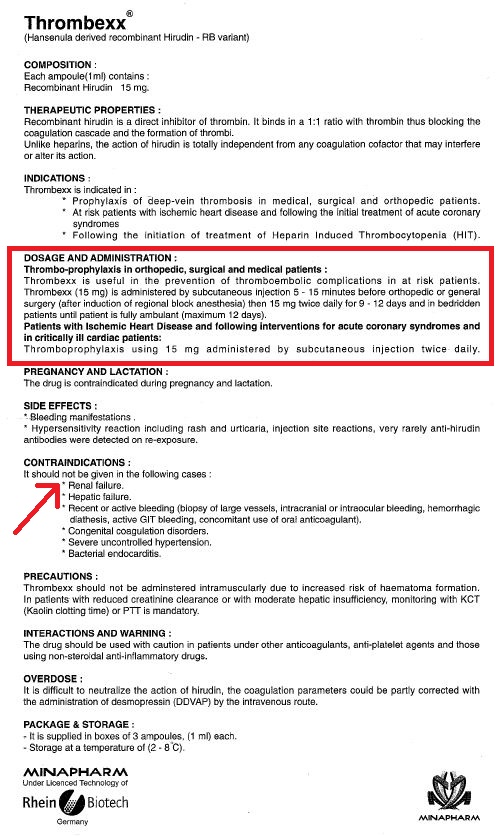 Thrombexx®
(Hansenula derived recombinant Hirudin - RB variant)
COMPOSITION :
Each ampoule(1ml) contains :
Recombinant Hirudin 15 mg.
THERAPEUTIC PROPERTIES :
Recombinant hirudin is a direct inhibitor of thrombin. It binds in a 1:1 ratio with thrombin thus blocking the
coagulation cascade and the formation of thrombi.
Unlike heparins, the action of hirudin is totally independent from any coagulation cofactor that may interfere
or alter its action.
INDICATIONS :
Thrombexx is indicated in :
* Prophylaxis of deep-vein thrombosis in medical, surgical and orthopedic patients.
* At risk patients with ischemic heart disease and following the initial treatment of acute coronary
syndromes
* Following the initiation of treatment of Heparin Induced Thrombocytopenia (HIT).
DOSAGE AND ADMINISTRATION :
Thrombo-prophylaxis in orthopedic, surgical and medical patients :
Thrombexx is useful in the prevention of thromboembolic complications in at risk patients.
Thrombexx (15 mg) is administered by subcutaneous injection 5 - 15 minutes before orthopedic or general
surgery (after induction of regional block anesthesia) then 15 mg twice daily for 9 - 12 days and in bedridden
patients until patient is fully ambulant (maximum 12 days).
Patients with Ischemic Heart Disease and following interventions for acute coronary syndromes and
in critically ill cardiac patients:
Thromboprophylaxis using 15 mg administered by subcutaneous injection twice daily.
PREGNANCY AND LACTATION :
The drug is contraindicated during pregnancy and lactation.
SIDE EFFECTS :
* Bleeding manifestations .
* Hypersensitivity reaction including rash and urticaria, injection site reactions, very rarely anti-hirudin
antibodies were detected on re-exposure.
CONTRAINDICATIONS :
It should not be given in the following cases :
* Renal failure.
* Hepatic failure.
* Recent or active bleeding (biopsy of large vessels, intracranial or intraocular bleeding, hemorrhagic
diathesis, active GIT bleeding, concomitant use of oral anticoagulant).
* Congenital coagulation disorders.
* Severe uncontrolled hypertension.
* Bacterial endocarditis.
PRECAUTIONS :
Thrombexx should not be adminstered intramuscularly due to increased risk of haematoma formation.
In patients with reduced creatinine clearance or with moderate hepatic insufficiency, monitoring with KCT
(Kaolin clotting time) or PTT is mandatory.
INTERACTIONS AND WARNING :
The drug should be used with caution in patients under other anticoagulants, anti-platelet agents and those
using non-steroidal anti-inflammatory drugs.
OVERDOSE :
It is difficult to neutralize the action of hirudin, the coagulation parameters could be partly corrected with
the administration of desmopressin (DDVAP) by the intravenous route.
PACKAGE & STORAGE :
- It is supplied in boxes of 3 ampoules, (1 ml) each.
- Storage at a temperature of (2 - 8°C).
MINAPHARM
Under Licenced Technology of
Rhein Biotech
Germany
MINAPHARM